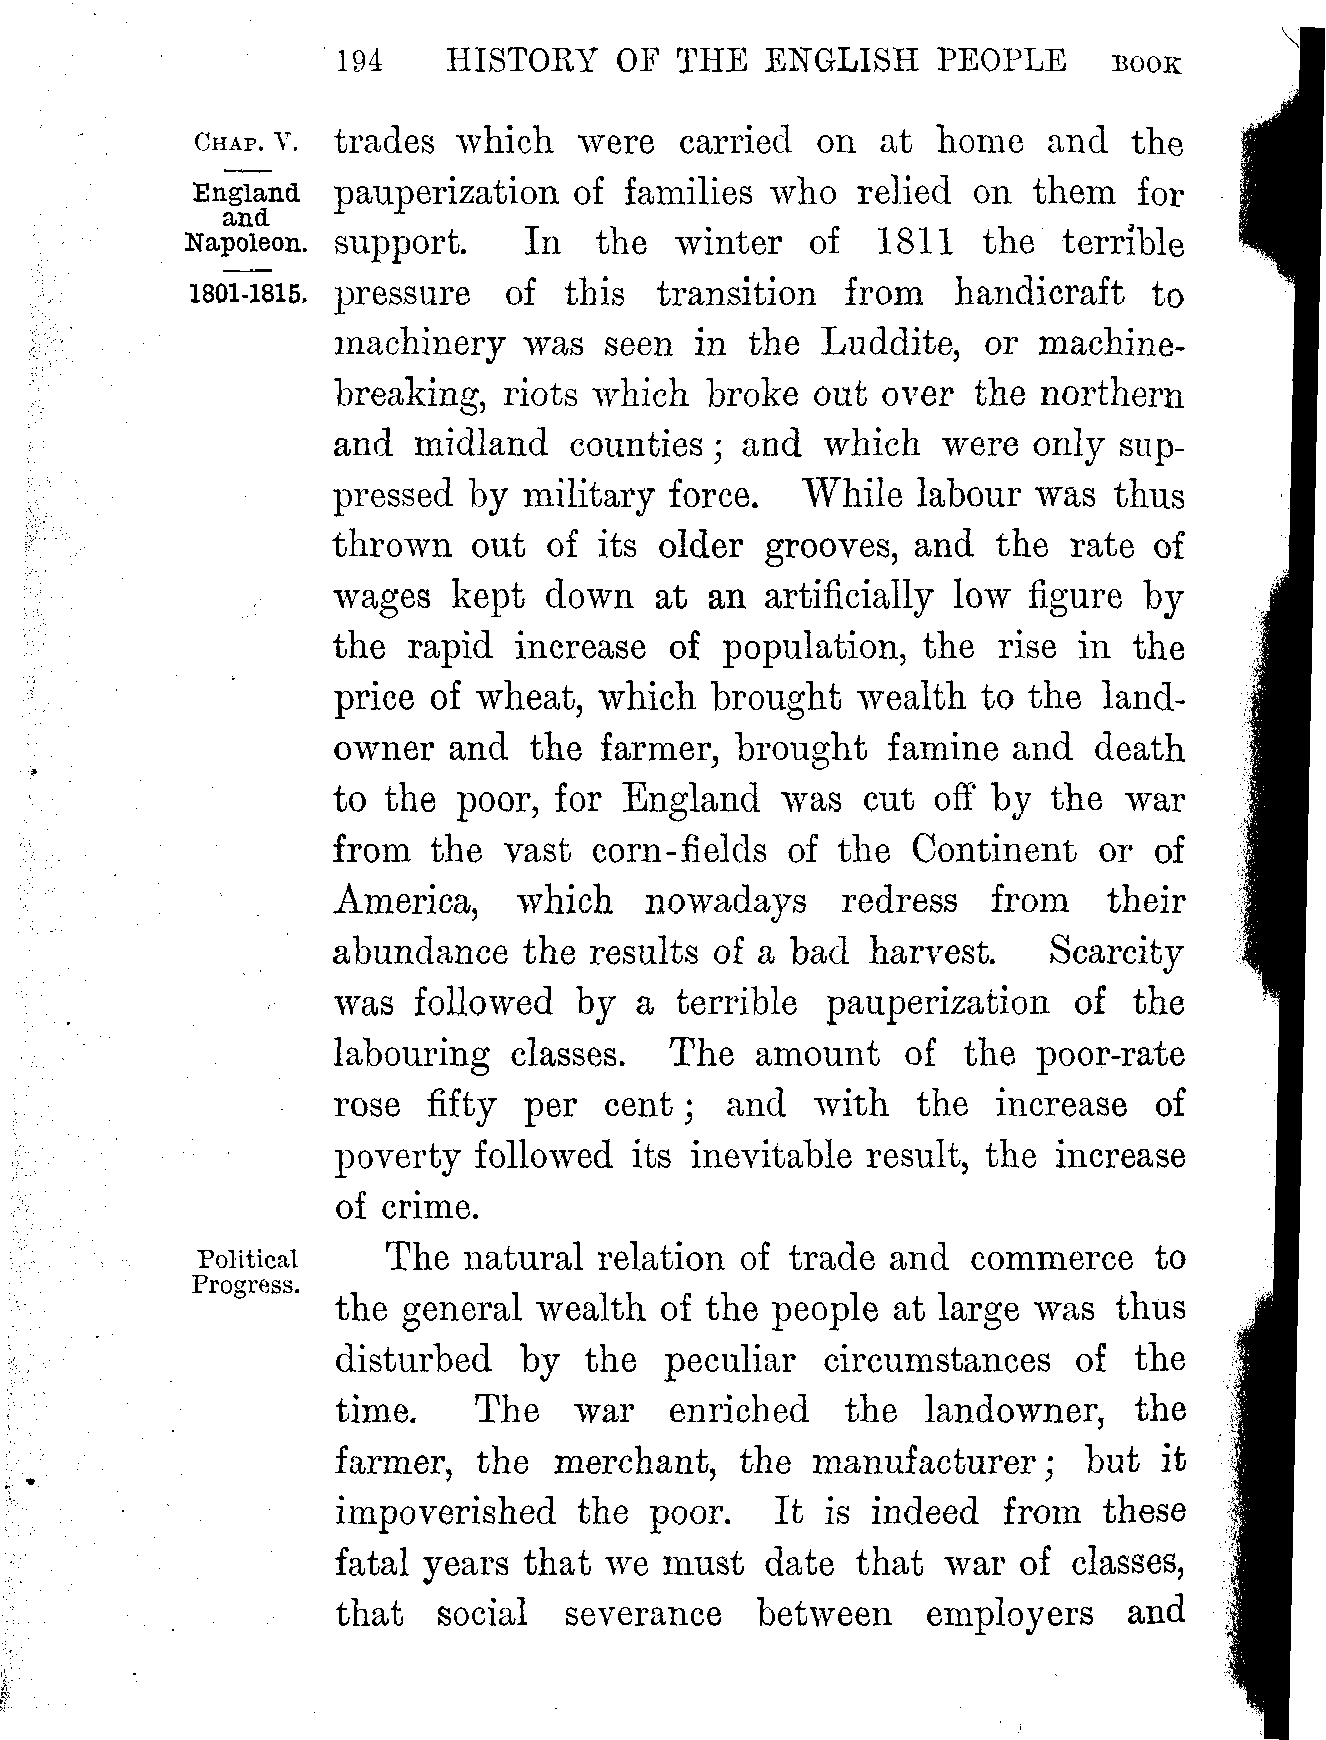 194 HISTORY OF THE ENGLISH PEOPLE BOOK
CHAP. V.
England
and
Napoleon.
1801-1815.
trades which were carried on at home and the
pauperization of families who relied on them for
support. In the winter of 1811 the terrible
pressure of this transition from handicraft to
machinery was seen in the Luddite, or machine-
breaking, riots which broke out over the northern
and midland counties; and which were only sup-
pressed by military force. While labour was thus
thrown out of its older grooves, and the rate of
wages kept down at an artificially low figure by
the rapid increase of population, the rise in the
price of wheat, which brought wealth to the land-
owner and the farmer, brought famine and death
to the poor, for England was cut off by the war
from the vast corn-fields of the Continent or of
America, which nowadays redress from their
abundance the results of a bad harvest. Scarcity
was followed by a terrible pauperization of the
labouring classes. The amount of the poor-rate
rose fifty per cent; and with the increase of
poverty followed its inevitable result, the increase
of crime.
Political
Progress.
The natural relation of trade and commerce to
the general wealth of the people at large was thus
disturbed by the peculiar circumstances of the
time. The war enriched the landowner, the
farmer, the merchant, the manufacturer; but it
impoverished the poor. It is indeed from these
fatal years that we must date that war of classes,
that social severance between employers and